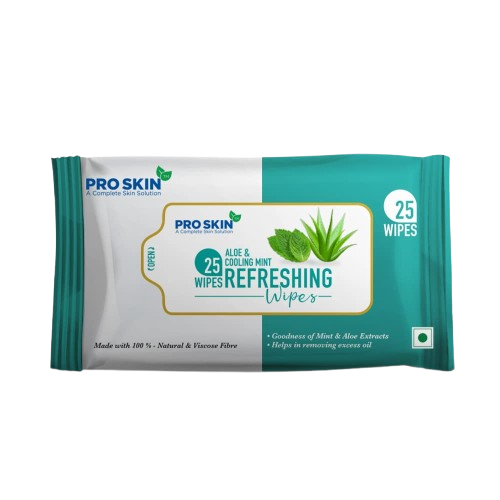 PRO SKIN
A Complete Skin Solution
25
WIPES
PRO SKIN
A Complete Skin Solution
OPEN
ALOE &
COOLING MINT
25
WIPES
REFRESHING
Wipes
Made with 100 % - Natural & Viscose Fibre
• Goodness of Mint & Aloe Extracts
• Helps in removing excess oil